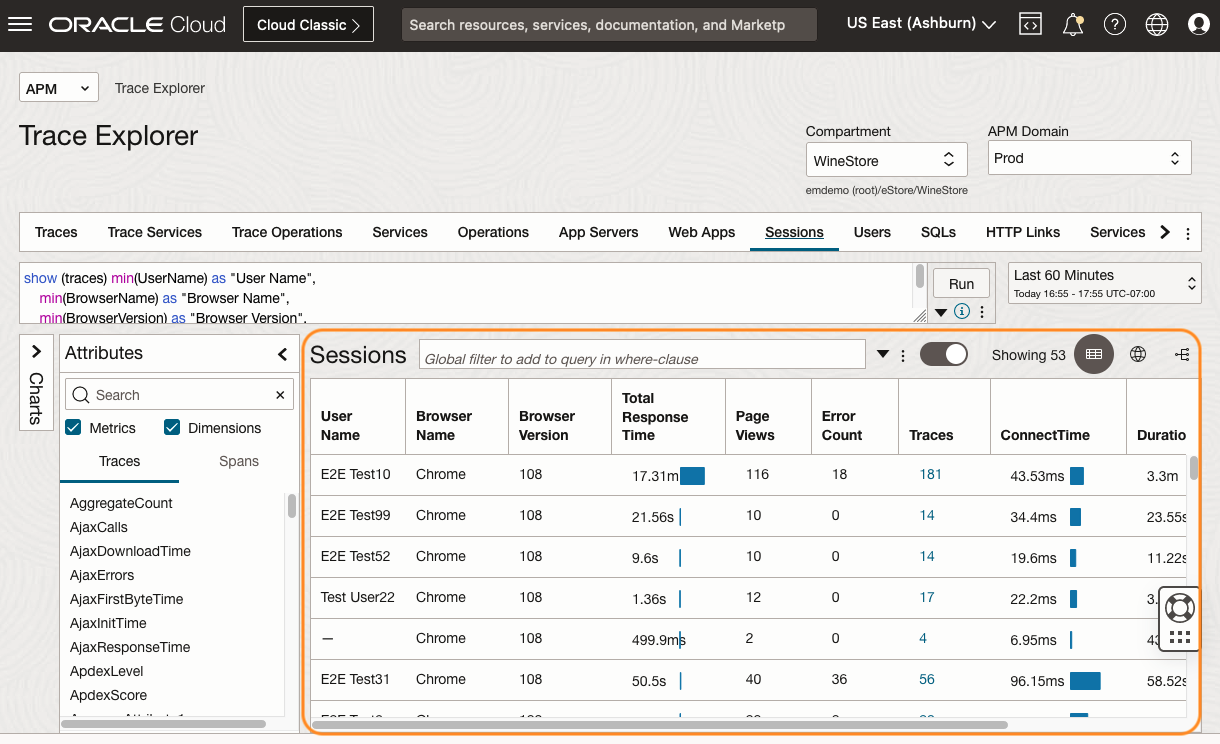 ORACLE Cloud
Cloud Classic
Search resources, services, documentation, and Marketp
US East (Ashburn)
APM
Trace Explorer
Trace Explorer
Compartment
WineStore
emdemo (root)/eStore/WineStore
APM Domain
Prod
Traces Trace Services Trace Operations Services Operations App Servers Web Apps Sessions Users SQLs HTTP Links Services
show (traces) min(UserName) as "User Name",
min(BrowserName) as "Browser Name",
min(BrowserVersion) as "Browser Version",
Run
Last 60 Minutes
Today 16:55 - 17:55 UTC-07:00
Charts
Attributes
Search
Metrics Dimensions
Traces Spans
AggregateCount
AjaxCalls
AjaxDownloadTime
AjaxErrors
AjaxFirstByteTime
AjaxInitTime
AjaxResponseTime
ApdexLevel
ApdexScore
Sessions
Global filter to add to query in where-clause
Showing 53
User Name Browser Name Browser Version Total Response Time Page Views Error Count Traces ConnectTime Duratio
E2E Test10 Chrome 108 17.31m 116 18 181 43.53ms 3.3m
E2E Test99 Chrome 108 21.56s 10 0 14 34.4ms 23.55s
E2E Test52 Chrome 108 9.6s 10 0 14 19.6ms 11.22s
Test User22 Chrome 108 1.36s 12 0 17 22.2ms 3.
— Chrome 108 499.9ms 2 0 4 6.95ms 43
E2E Test31 Chrome 108 50.5s 40 36 56 96.15ms 58.52s